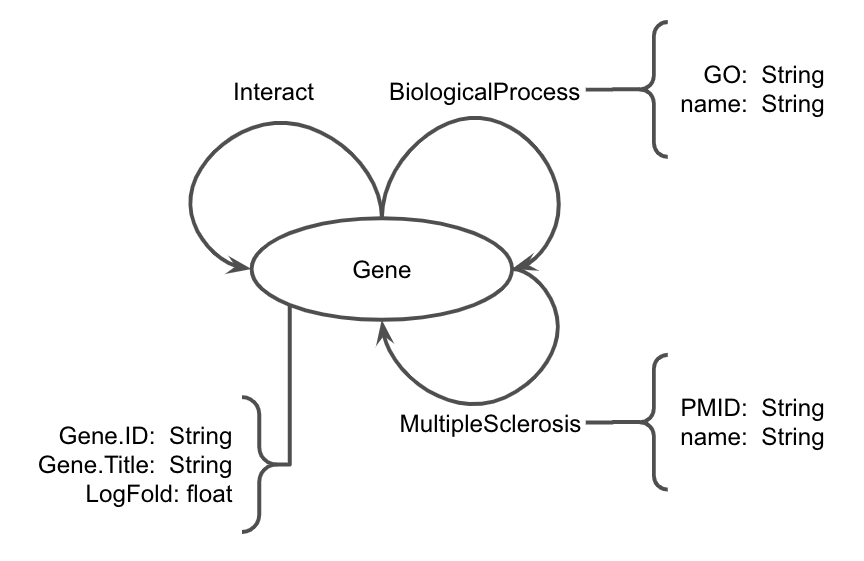 GO: String
name: String
Interact
BiologicalProcess
Gene
PMID: String
name: String
MultipleSclerosis
Gene.ID: String
Gene.Title: String
LogFold: float